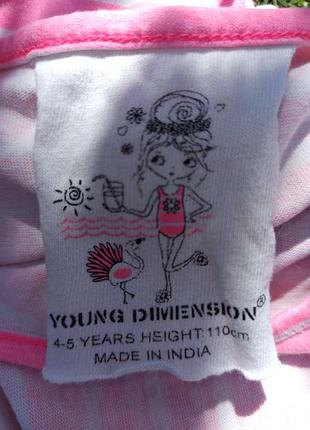 YOUNG DIMENSION®
4-5 YEARS HEIGHT:110cm
MADE IN INDIA